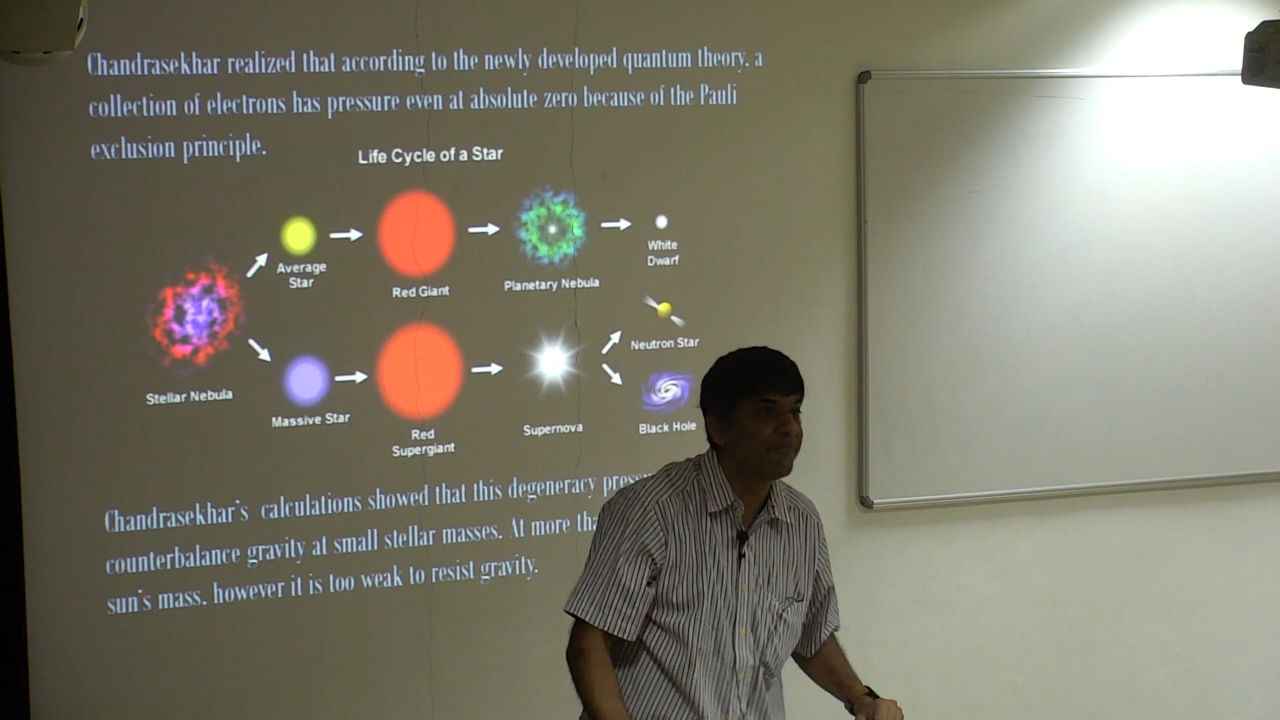 Chandrasekhar realized that according to the newly developed quantum theory, a
collection of electrons has pressure even at absolute zero because of the Pauli
exclusion principle.
Life Cycle of a Star
Average
Star
Red Giant
Planetary Nebula
White
Dwarf
Stellar Nebula
Massive Star
Red
Supergiant
Supernova
Neutron Star
Black Hole
Chandrasekhar's calculations showed that this degeneracy
counterbalance gravity at small stellar masses. At more
sun's mass, however it is too weak to resist gravity.